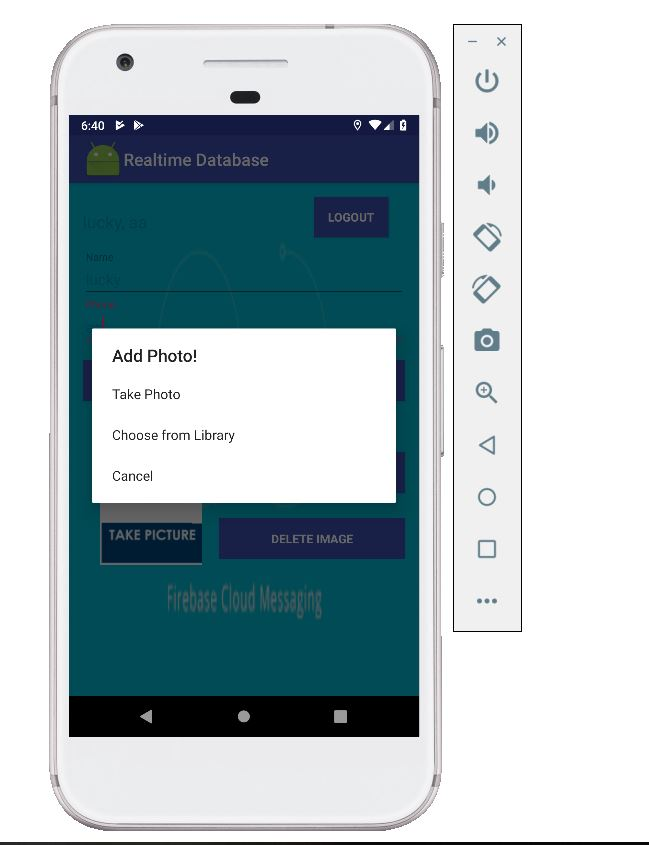 6:40
Realtime Database
lucky, aa
LOGOUT
Name
lucky
Phone
Add Photo!
Take Photo
Choose from Library
Cancel
TAKE PICTURE
DELETE IMAGE
Firebase Cloud Messaging